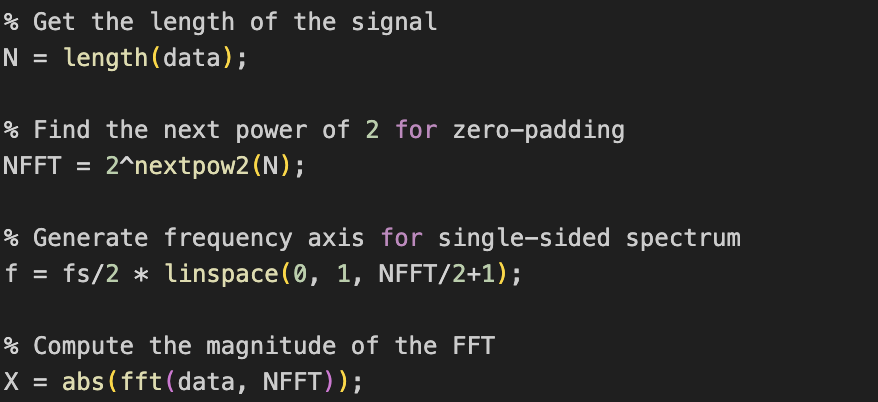 % Get the length of the signal
N = length(data);
% Find the next power of 2 for zero-padding
NFFT = 2^nextpow2(N);
% Generate frequency axis for single-sided spectrum
f = fs/2 * linspace(0, 1, NFFT/2+1);
% Compute the magnitude of the FFT
X = abs(fft(data, NFFT));